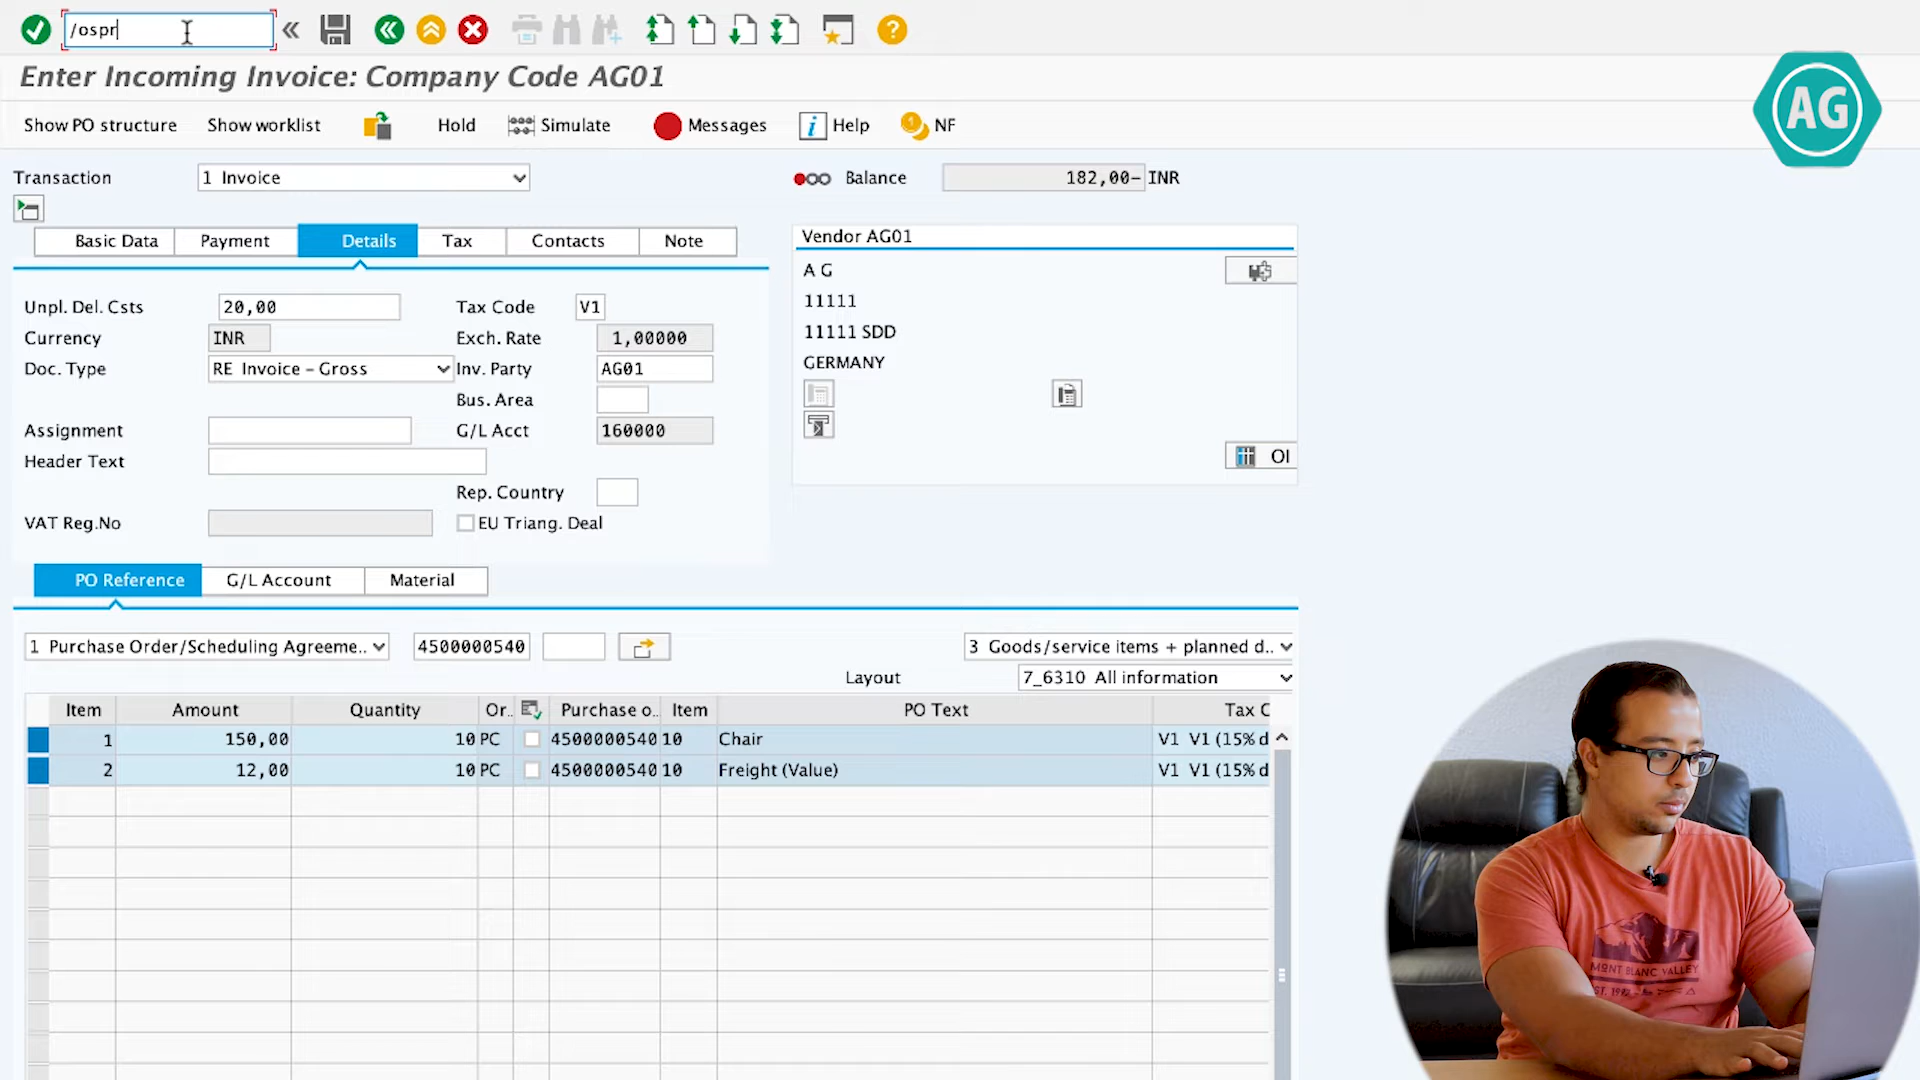 /ospr
Enter Incoming Invoice: Company Code AG01
AG
Show PO structure Show worklist Hold Simulate Messages Help NF
Transaction 1 Invoice Balance 182,00- INR
Basic Data Payment Details Tax Contacts Note
Vendor AG01
A G
11111
11111 SDD
GERMANY
OI
Unpl. Del. Csts 20,00 Tax Code V1
Currency INR Exch. Rate 1,00000
Doc. Type RE Invoice - Gross Inv. Party AG01
Bus. Area
Assignment G/L Acct 160000
Header Text
Rep. Country
VAT Reg.No EU Triang. Deal
PO Reference G/L Account Material
1 Purchase Order/Scheduling Agreeme.. 4500000540 3 Goods/service items + planned d..
Layout 7_6310 All information
Item Amount Quantity Or.. Purchase o.. Item PO Text Tax C
1 150,00 10 PC 4500000540 10 Chair V1 V1 (15% d
2 12,00 10 PC 4500000540 10 Freight (Value) V1 V1 (15% d
MONT BLANC VALLEY